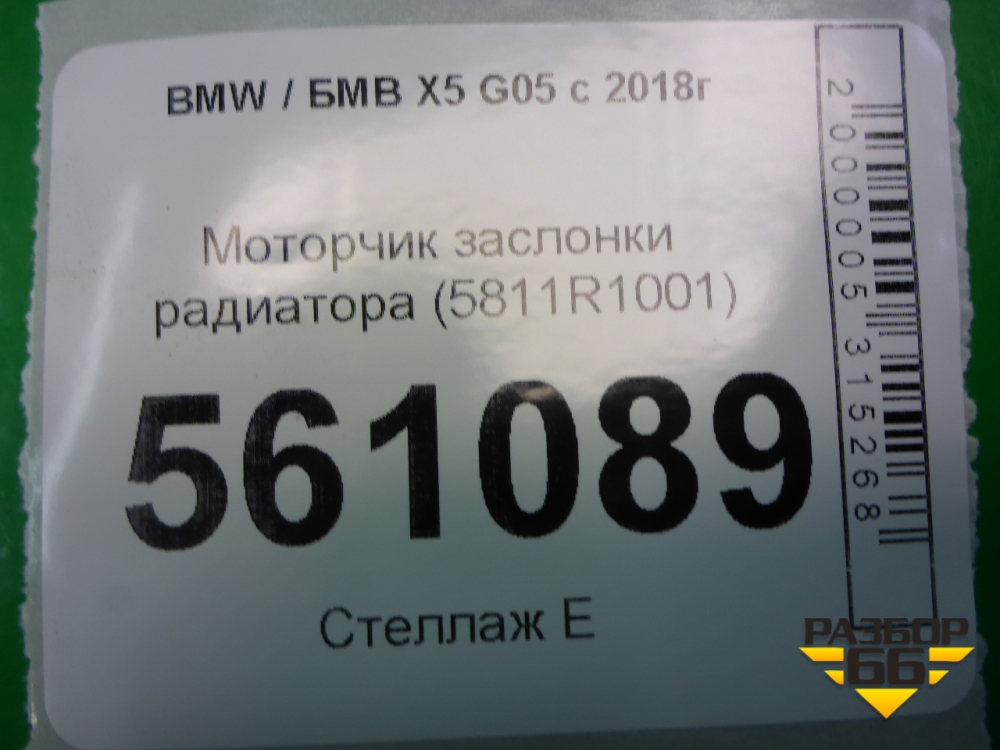 BMW / БМВ X5 G05 с 2018г
Моторчик заслонки
радиатора (5811R1001)
561089
Стеллаж Е
2000005315268
РАЗБОР
66